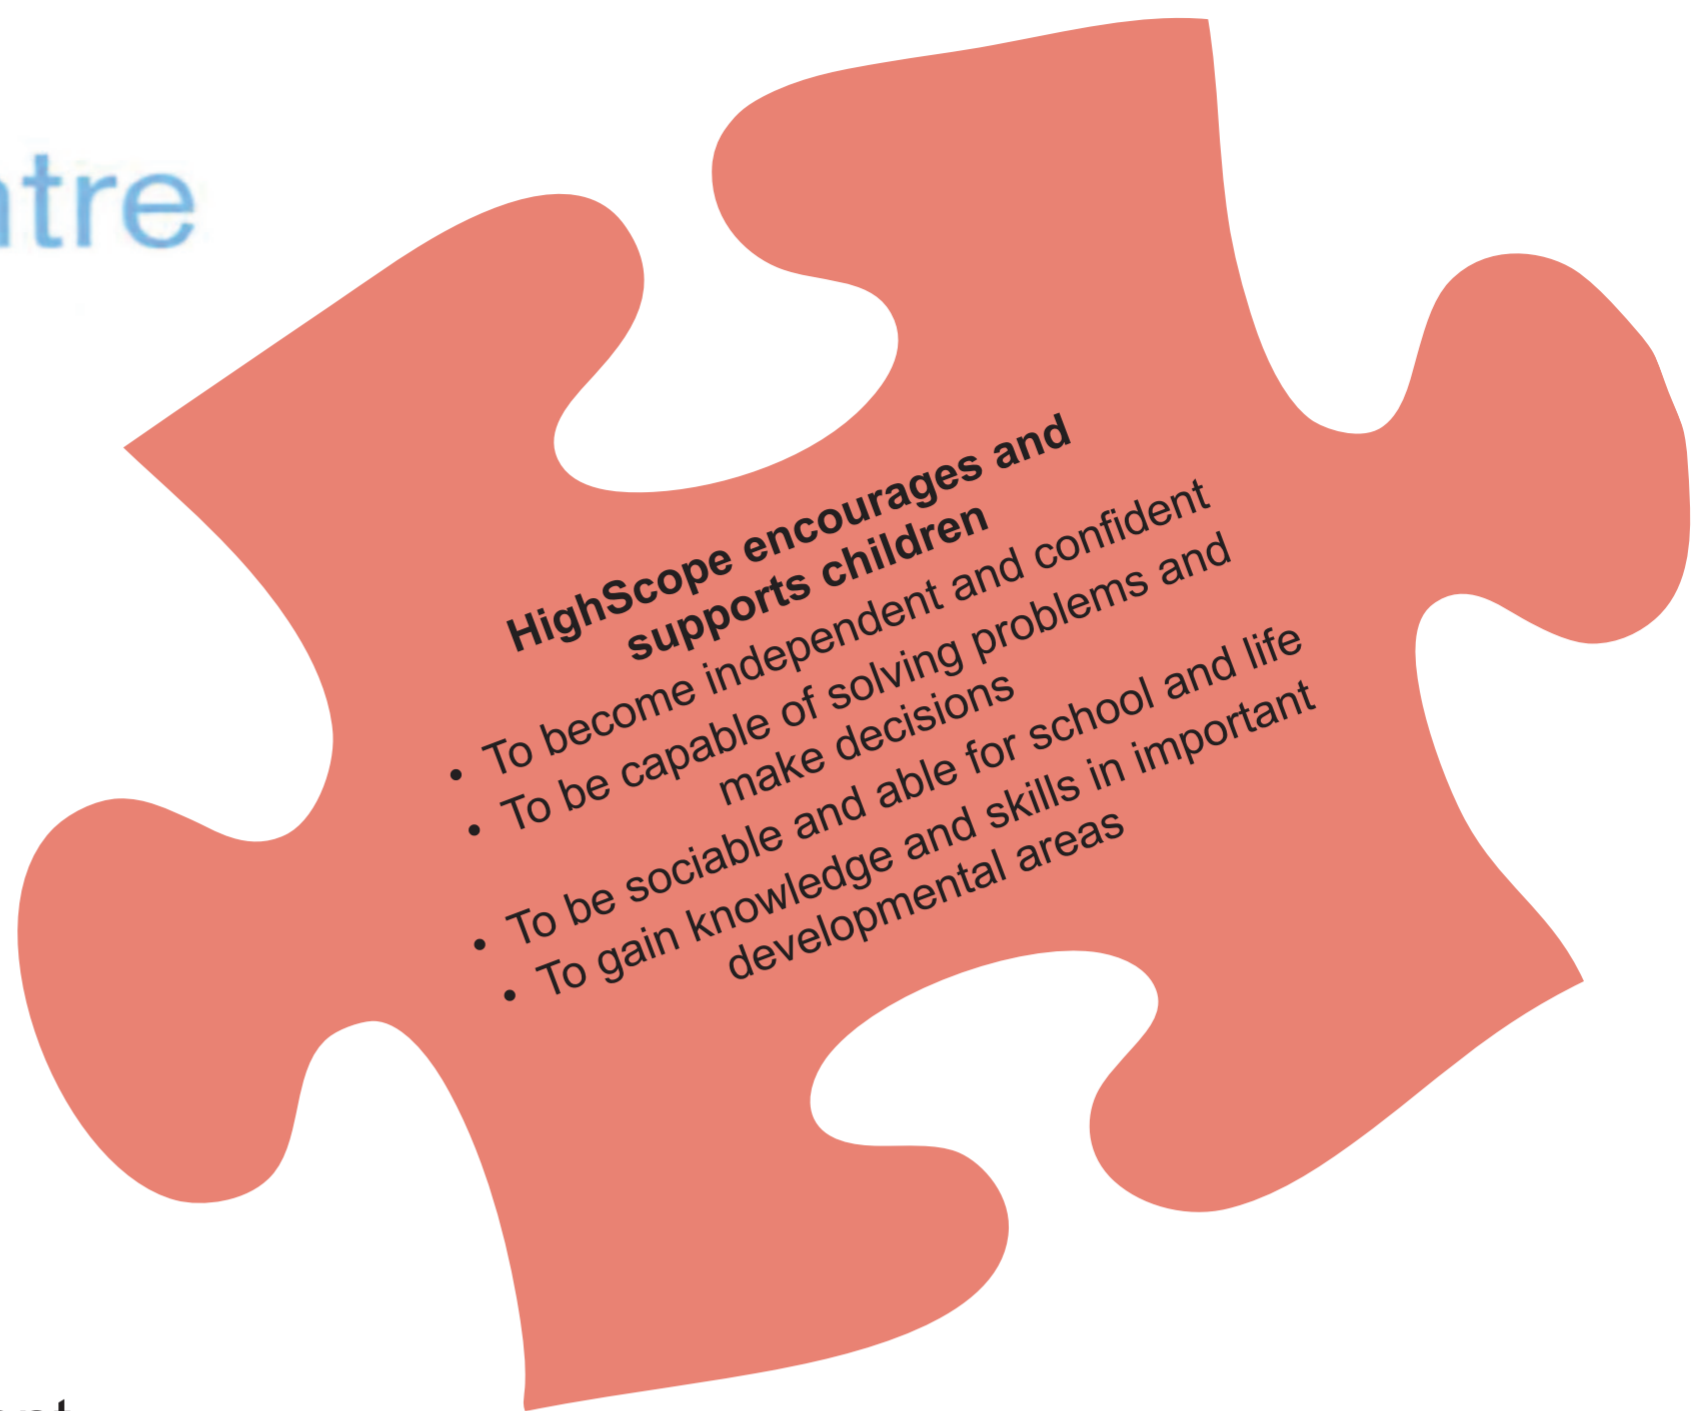 HighScope encourages and
supports children
• To become independent and confident
• To be capable of solving problems and
make decisions
• To be sociable and able for school and life
• To gain knowledge and skills in important
developmental areas